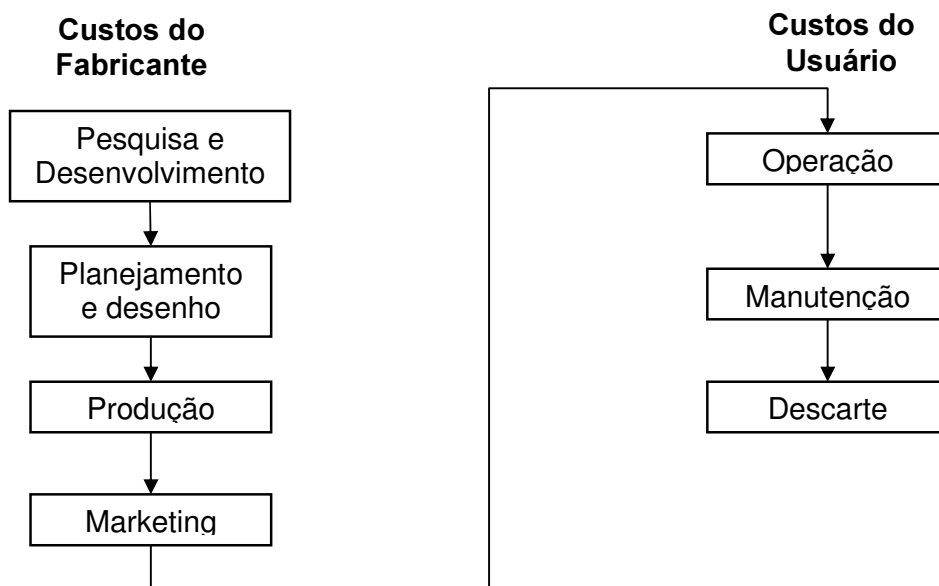 Custos do
Fabricante
Pesquisa e
Desenvolvimento
Planejamento
e desenho
Produção
Marketing
Custos do
Usuário
Operação
Manutenção
Descarte